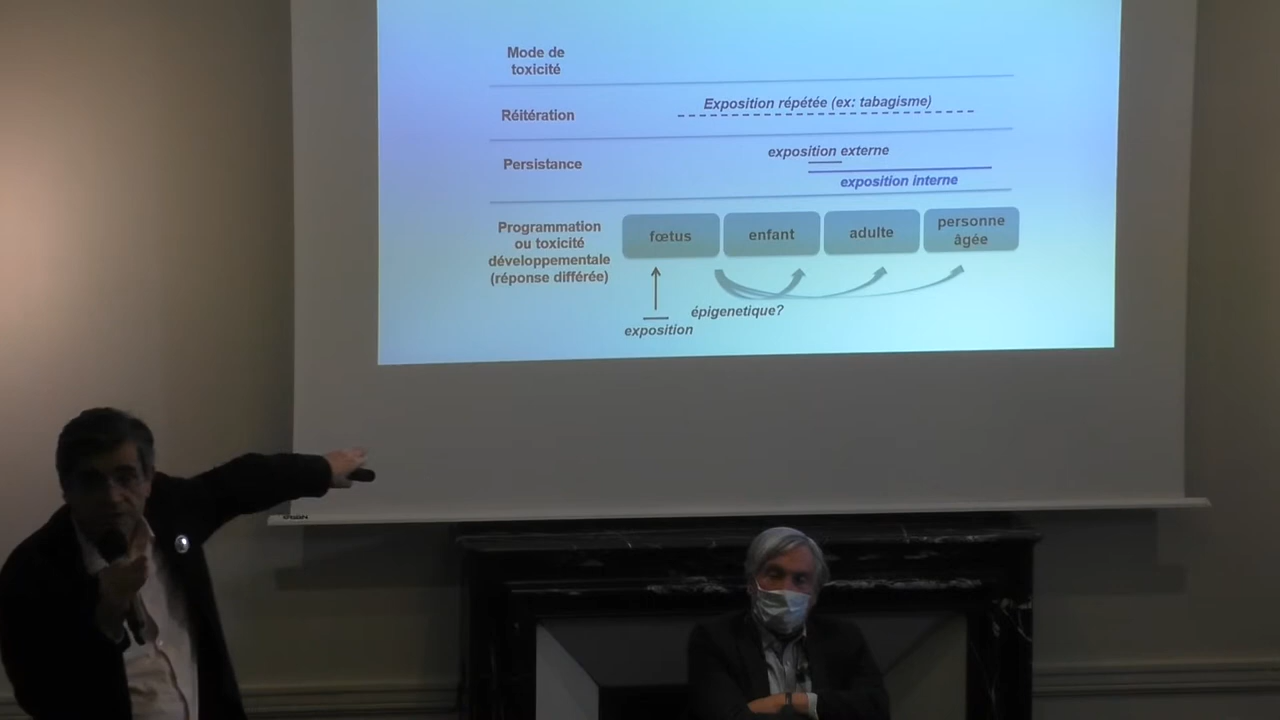 Mode de
toxicité
Réitération
Exposition répétée (ex: tabagisme)
Persistance
exposition externe
exposition interne
Programmation
ou toxicité
développementale
(réponse différée)
fœtus
enfant
adulte
personne
âgée
épigenetique?
exposition